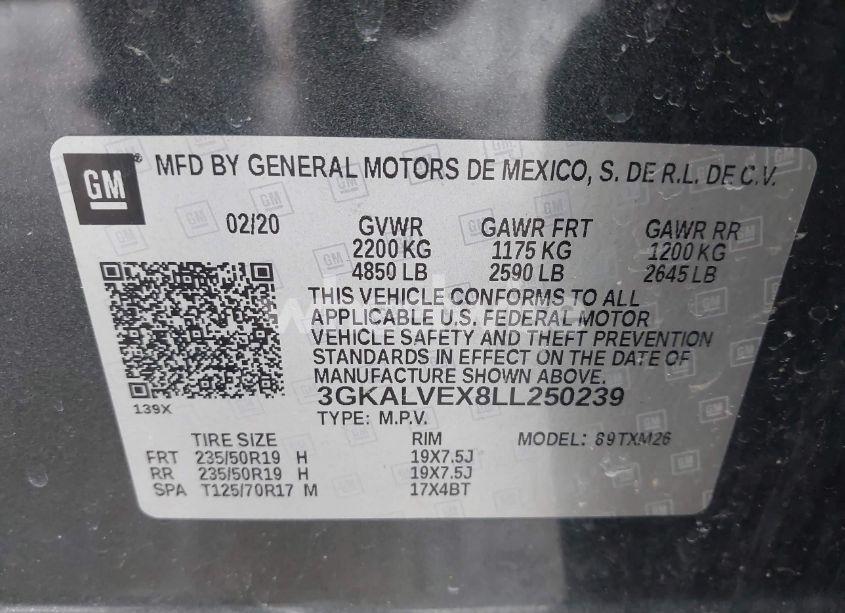 GM
MFD BY GENERAL MOTORS DE MEXICO, S. DE R.L. DE C.V.
02/20 GVWR GAWR FRT GAWR RR
2200 KG 1175 KG 1200 KG
4850 LB 2590 LB 2645 LB
THIS VEHICLE CONFORMS TO ALL
APPLICABLE U.S. FEDERAL MOTOR
VEHICLE SAFETY AND THEFT PREVENTION
STANDARDS IN EFFECT ON THE DATE OF
MANUFACTURE SHOWN ABOVE.
3GKALVEX8LL250239
139X
TYPE: M.P.V.
TIRE SIZE RIM MODEL: 89TXM26
FRT 235/50R19 H 19X7.5J
RR 235/50R19 H 19X7.5J
SPA T125/70R17 M 17X4BT